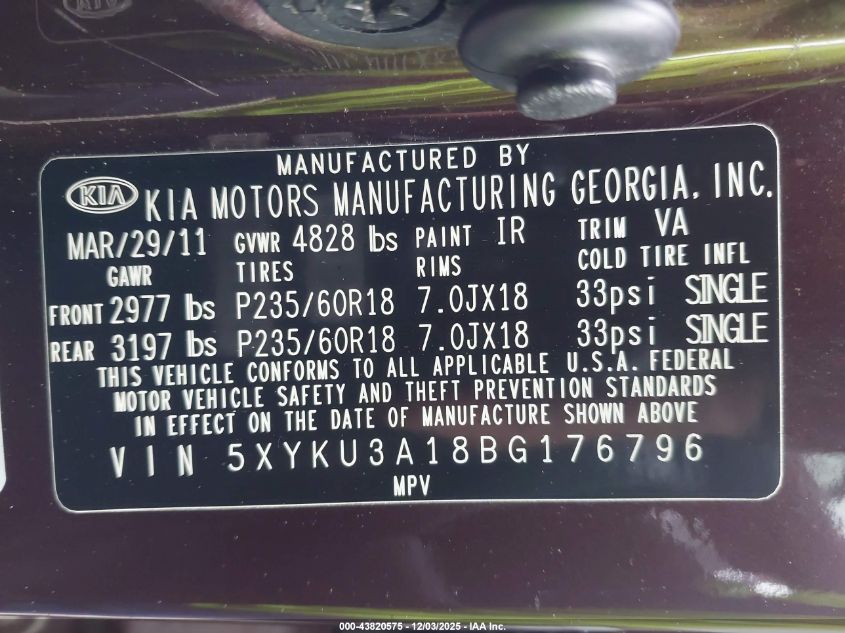 MANUFACTURED BY
KIA KIA MOTORS MANUFACTURING GEORGIA, INC.
MAR/29/11 GVWR 4828 lbs PAINT IR TRIM VA
GAWR TIRES RIMS COLD TIRE INFL
FRONT 2977 lbs P235/60R18 7.0JX18 33psi SINGLE
REAR 3197 lbs P235/60R18 7.0JX18 33psi SINGLE
THIS VEHICLE CONFORMS TO ALL APPLICABLE U.S.A. FEDERAL
MOTOR VEHICLE SAFETY AND THEFT PREVENTION STANDARDS
IN EFFECT ON THE DATE OF MANUFACTURE SHOWN ABOVE
VIN 5XYKU3A18BG176796
MPV
000-43820575 - 12/03/2025 - IAA Inc.